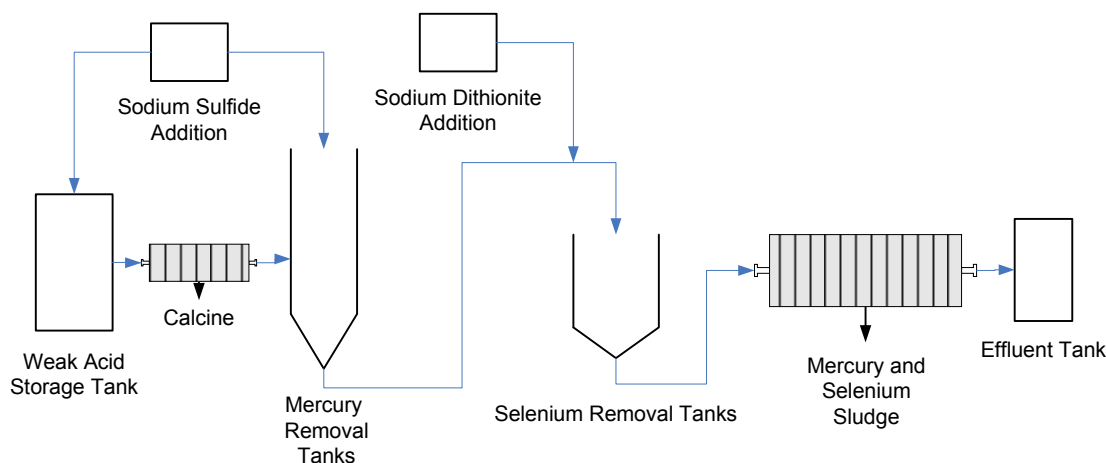 Sodium Sulfide
Addition
Sodium Dithionite
Addition
Calcine
Weak Acid
Storage Tank
Mercury
Removal
Tanks
Selenium Removal Tanks
Mercury and
Selenium
Sludge
Effluent Tank